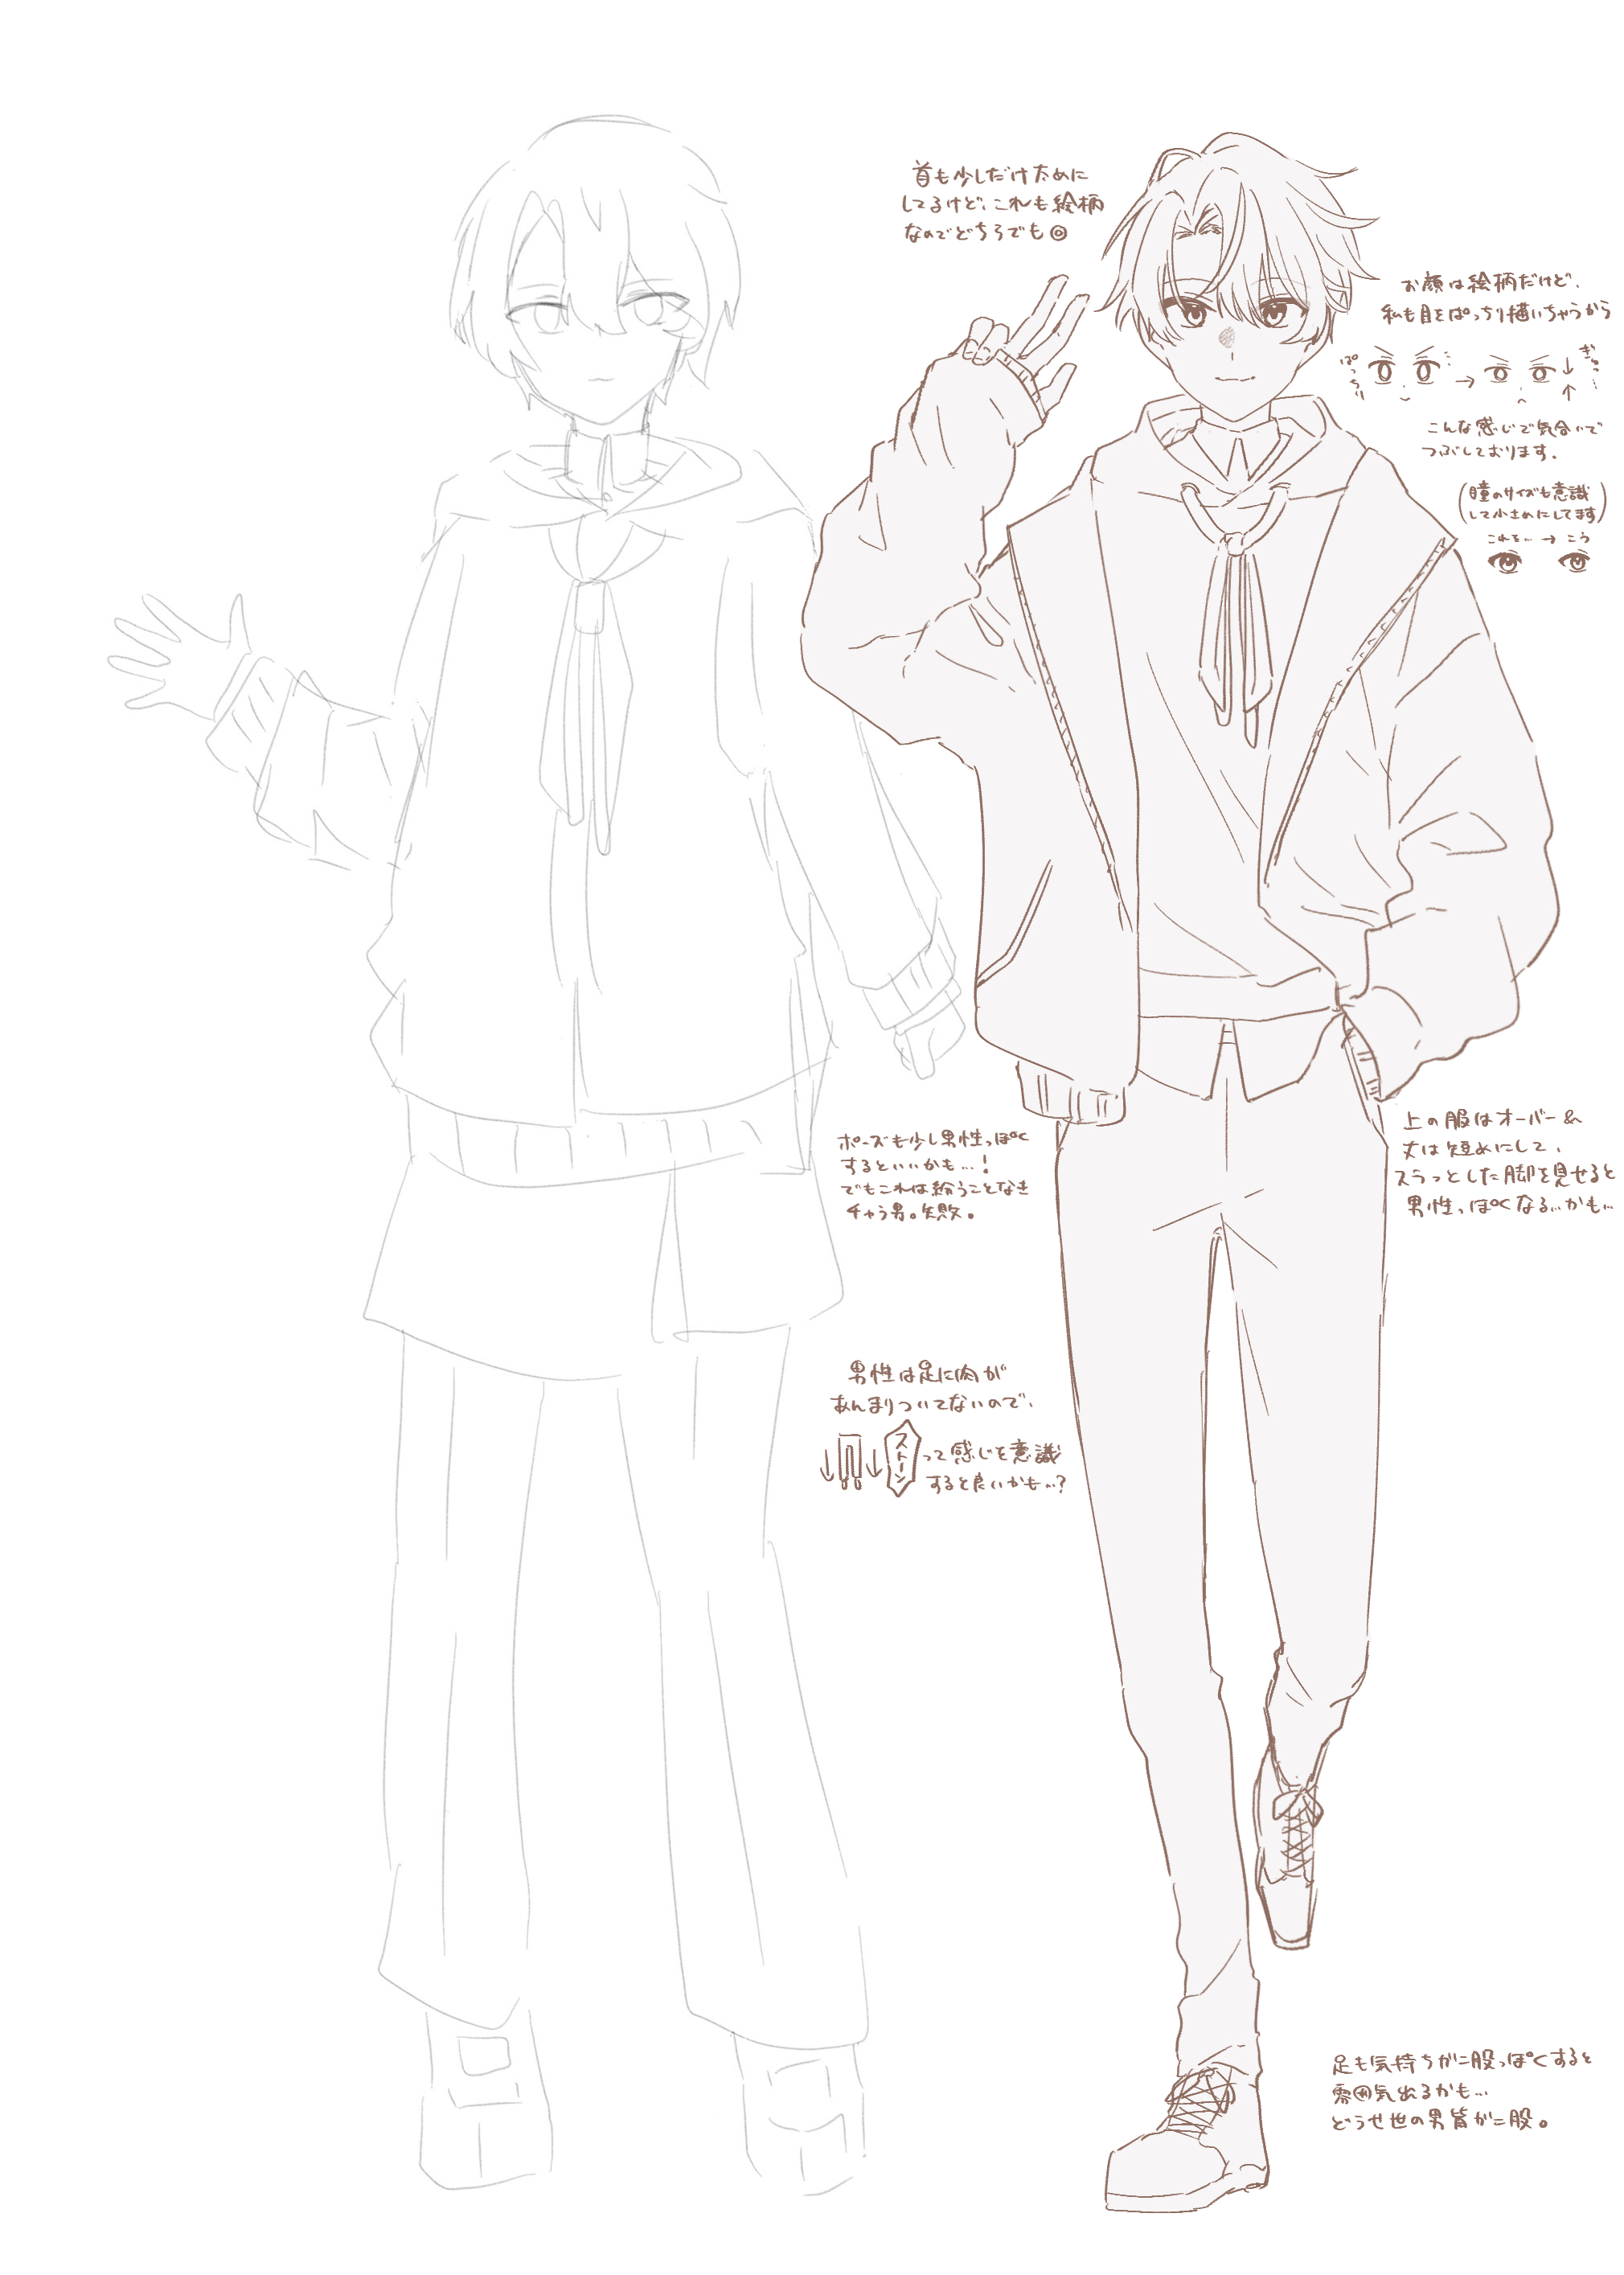 首も少しだけ太めに
してるけど、これも絵柄
なのでどちらでも◎
お顔は絵柄だけど、
私も目をぱっちり描いちゃうから
ぱっちり
→
ぎゅ…
こんな感じで気合いで
つぶしております。
(瞳のサイズも意識
して小さめにしてます)
これを… → こう
ポーズも少し男性っぽく
するといいかも…!
でもこれは紛うことなき
チャラ男。失敗。
上の服はオーバー&
丈は短めにして、
スラっとした脚を見せると
男性っぽくなる…かも…
男性は足に肉が
あんまりついてないので、
ストーン って感じを意識
すると良いかも…?
足も気持ちガニ股っぽくすると
雰囲気出るかも…
どうせ世の男皆ガニ股。